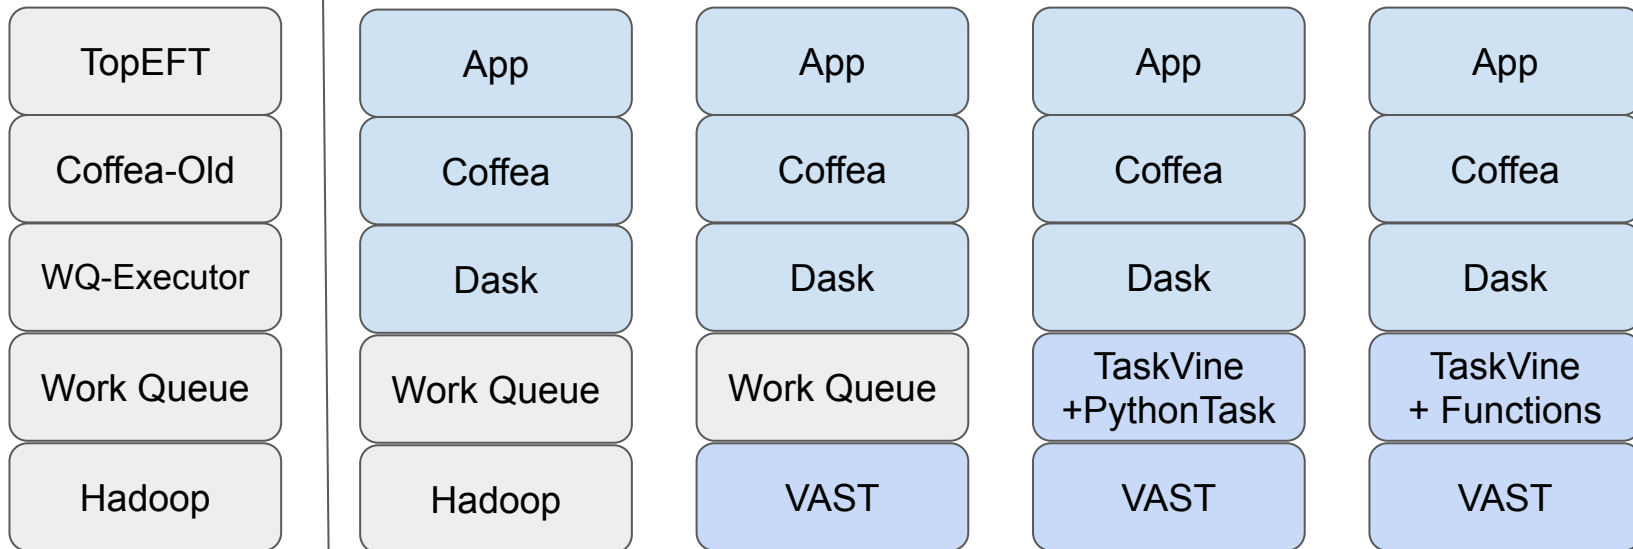 TopEFT
Coffea-Old
WQ-Executor
Work Queue
Hadoop
App
Coffea
Dask
Work Queue
Hadoop
App
Coffea
Dask
Work Queue
VAST
App
Coffea
Dask
TaskVine
+PythonTask
VAST
App
Coffea
Dask
TaskVine
+ Functions
VAST